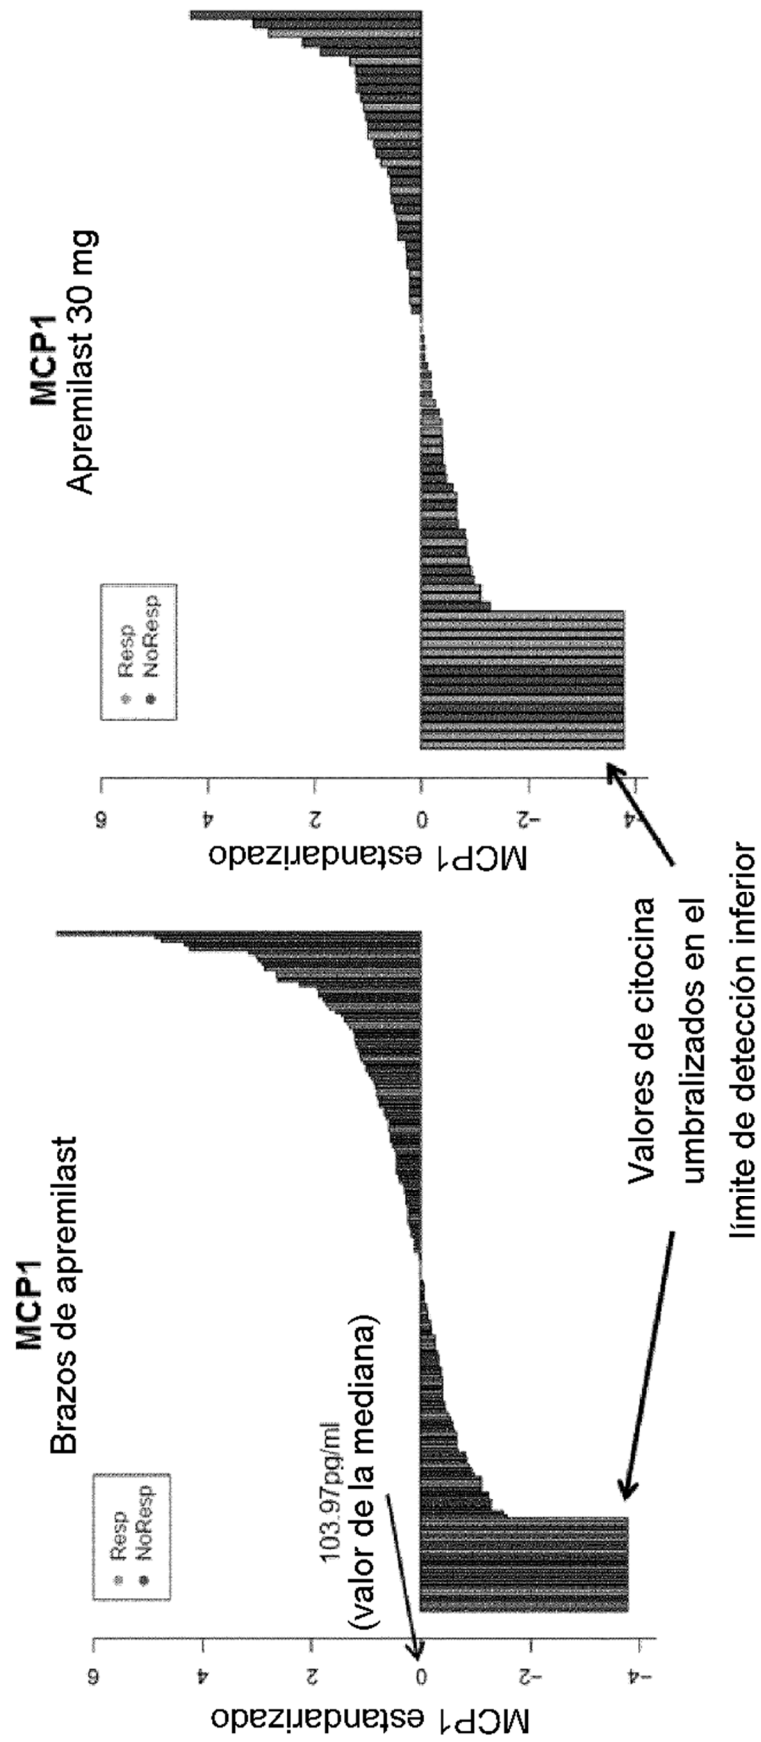 MCP1
Brazos de apremilast
Resp
NoResp
103.97pg/ml
(valor de la mediana)
MCP1 estandarizado
6
4
2
0
-2
-4
MCP1
Apremilast 30 mg
Resp
NoResp
MCP1 estandarizado
6
4
2
0
-2
-4
Valores de citocina
umbralizados en el
límite de detección inferior